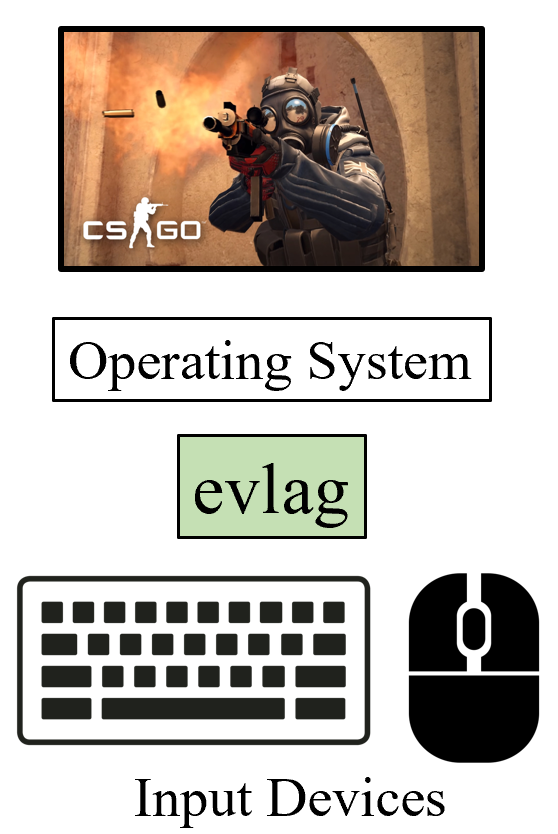 CS GO
Operating System
evlag
Input Devices